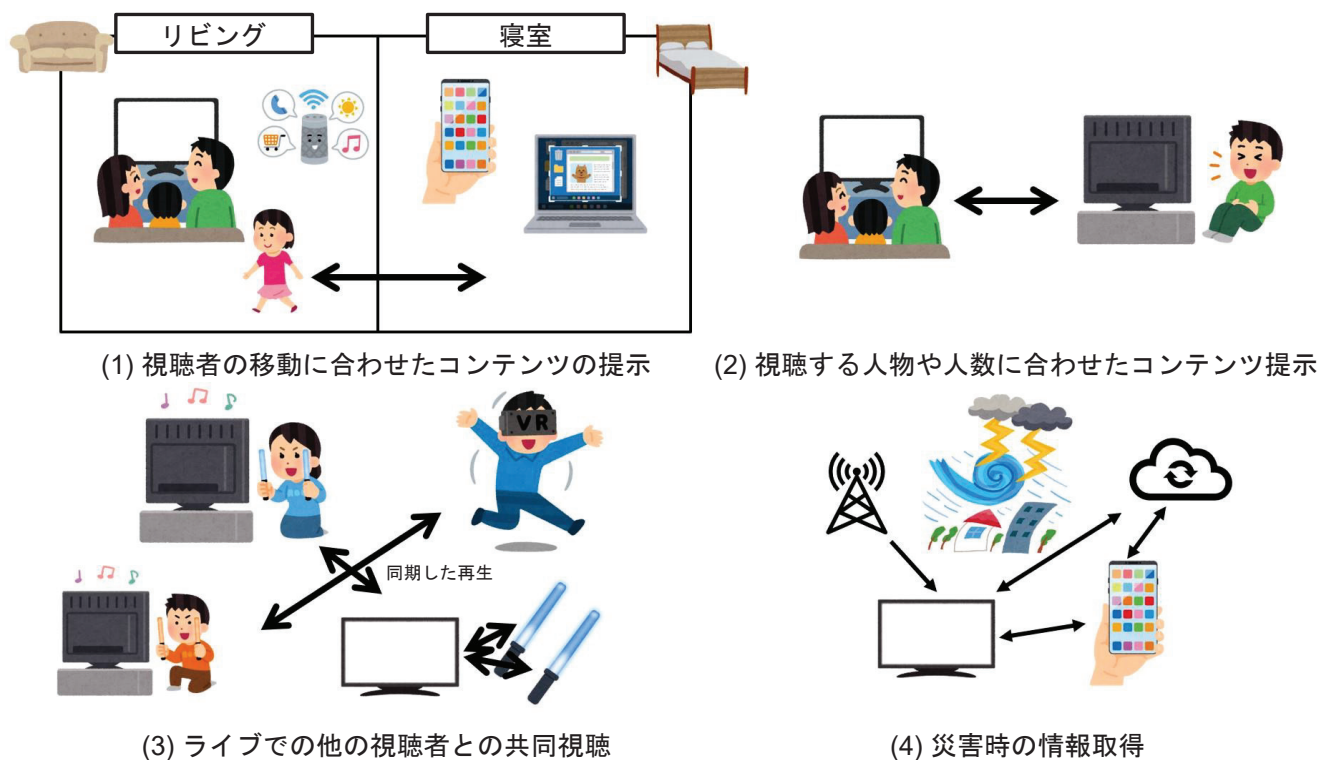 リビング
寝室
(1) 視聴者の移動に合わせたコンテンツの提示
(2) 視聴する人物や人数に合わせたコンテンツ提示
VR
同期した再生
(3) ライブでの他の視聴者との共同視聴
(4) 災害時の情報取得